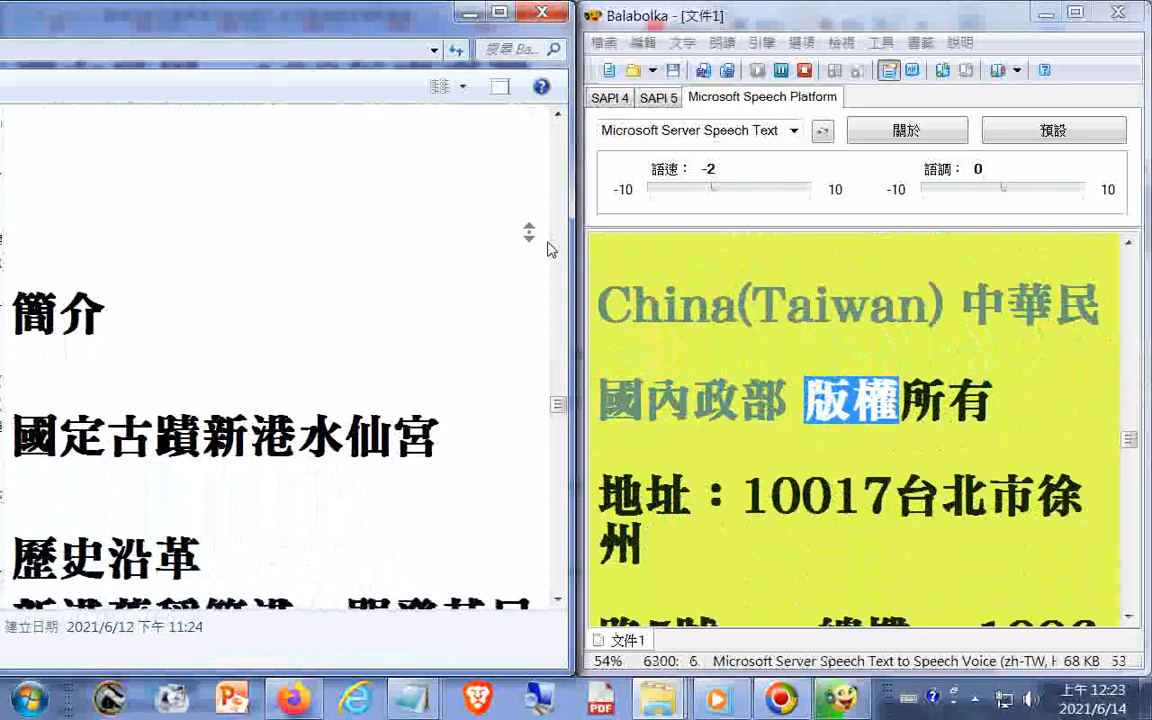 搜尋 Ba...
簡介
國定古蹟新港水仙宮
歷史沿革
建立日期 2021/6/12 下午 11:24
Balabolka - [文件1]
檔案 編輯 文字 朗讀 引擎 選項 檢視 工具 書籤 說明
SAPI 4 SAPI 5 Microsoft Speech Platform
Microsoft Server Speech Text 關於 預設
語速： -2 語調： 0
-10 10 -10 10
China(Taiwan) 中華民
國內政部 版權所有
地址：10017台北市徐
州
文件1
54% 6300: 6. Microsoft Server Speech Text to Speech Voice (zh-TW, H 68 KB 53
上午 12:23
2021/6/14